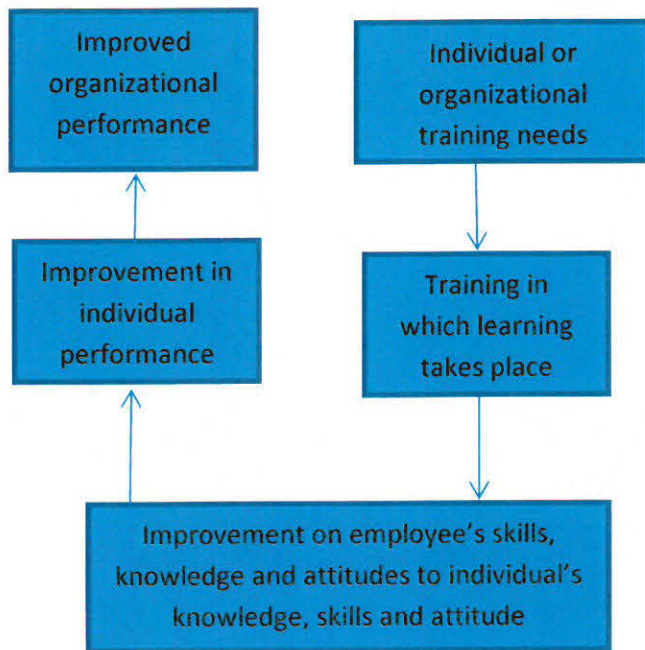 Improved
organizational
performance
Individual or
organizational
training needs
Improvement in
individual
performance
Training in
which learning
takes place
Improvement on employee's skills,
knowledge and attitudes to individual's
knowledge, skills and attitude